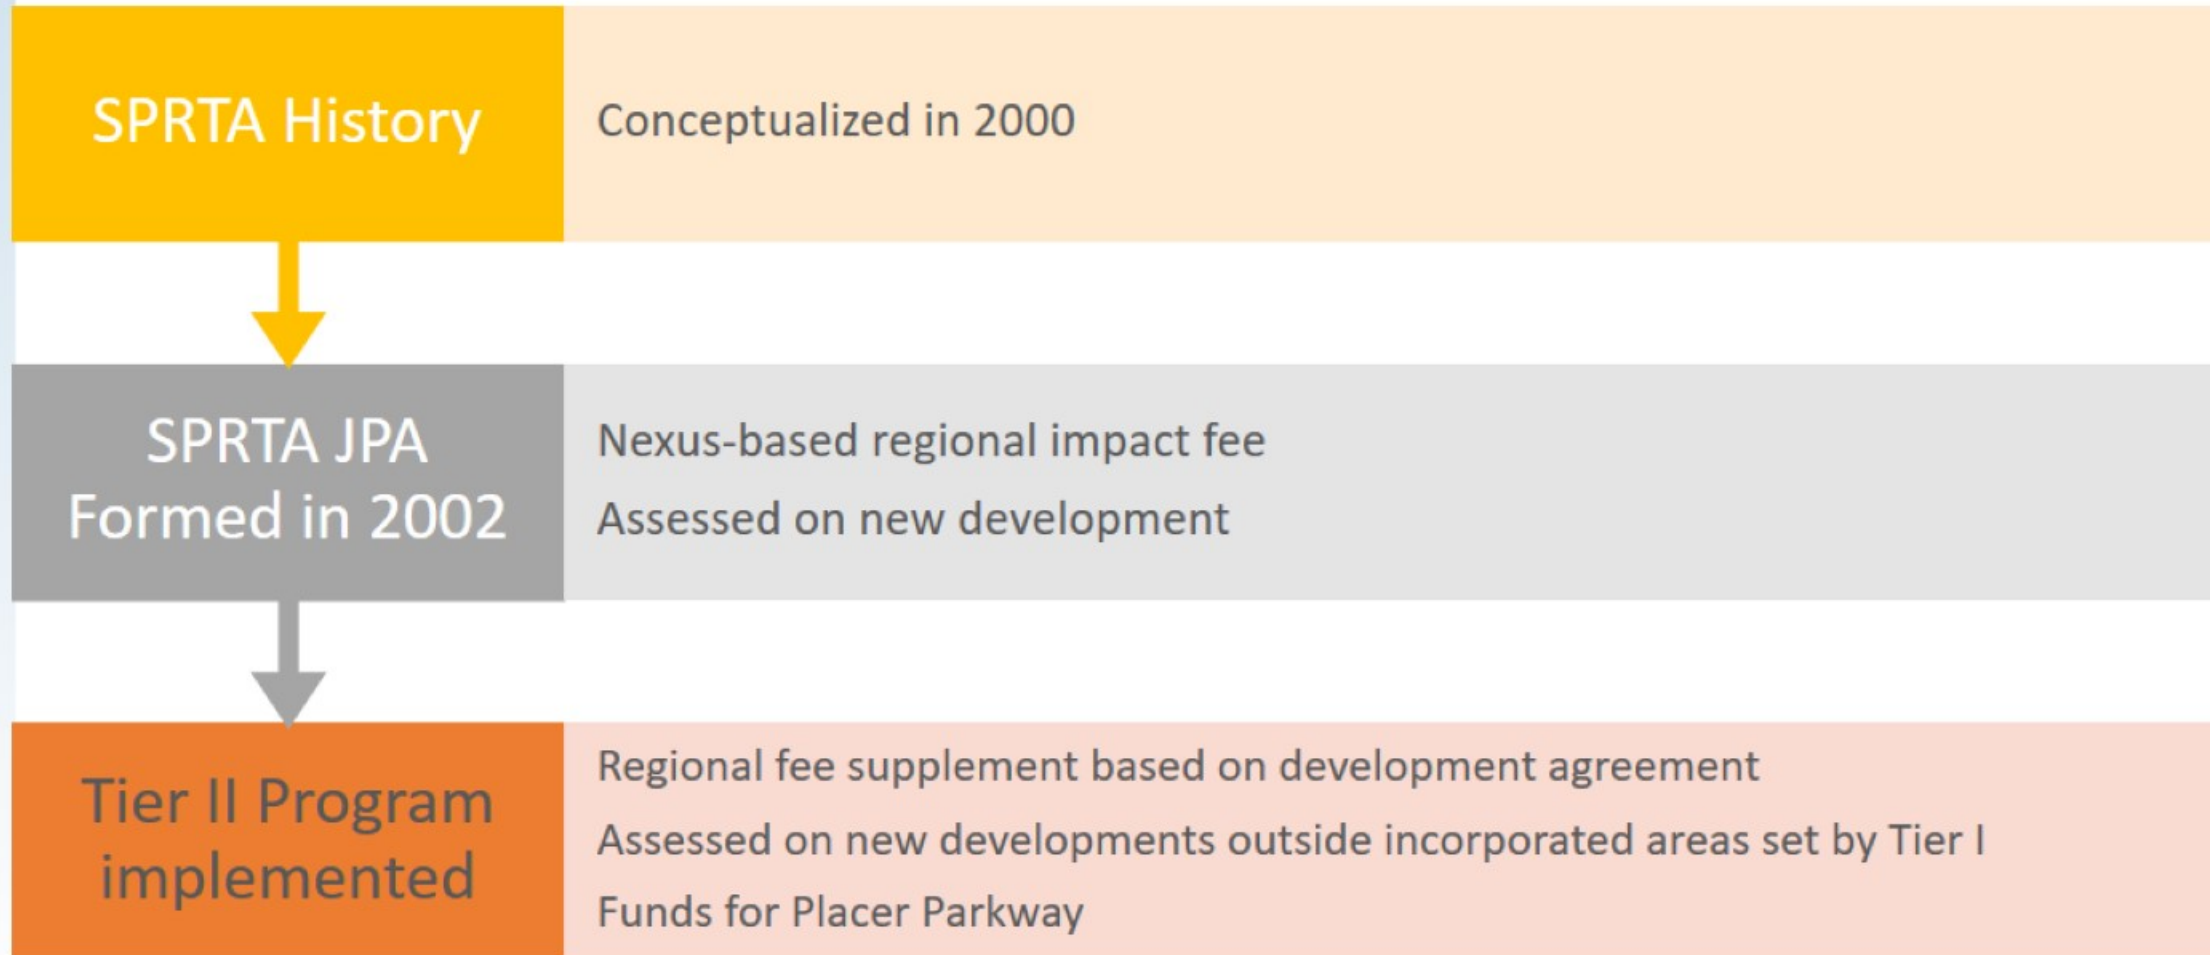 SPRTA History
Conceptualized in 2000
SPRTA JPA
Formed in 2002
Nexus-based regional impact fee
Assessed on new development
Tier II Program
implemented
Regional fee supplement based on development agreement
Assessed on new developments outside incorporated areas set by Tier I
Funds for Placer Parkway